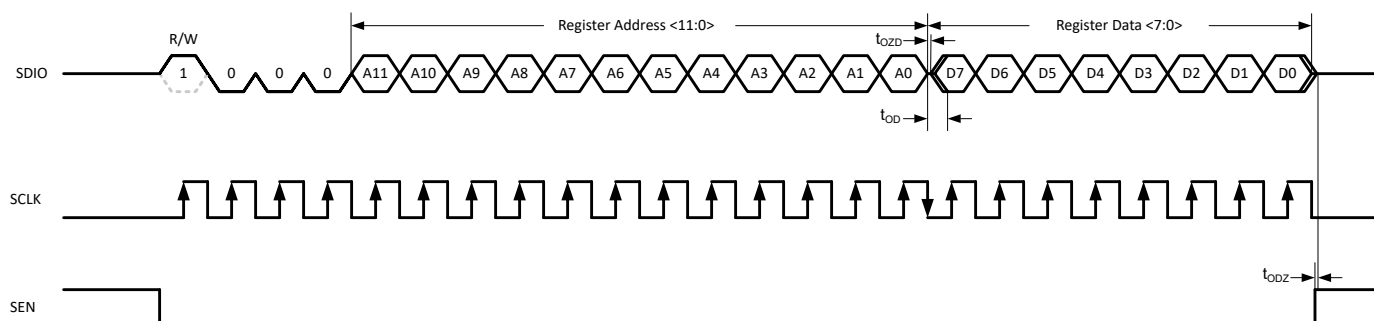 Register Address <11:0> Register Data <7:0>
R/W
tOZD
SDIO 1 0 0 0 A11 A10 A9 A8 A7 A6 A5 A4 A3 A2 A1 A0 D7 D6 D5 D4 D3 D2 D1 D0
tOD
SCLK
tODZ
SEN